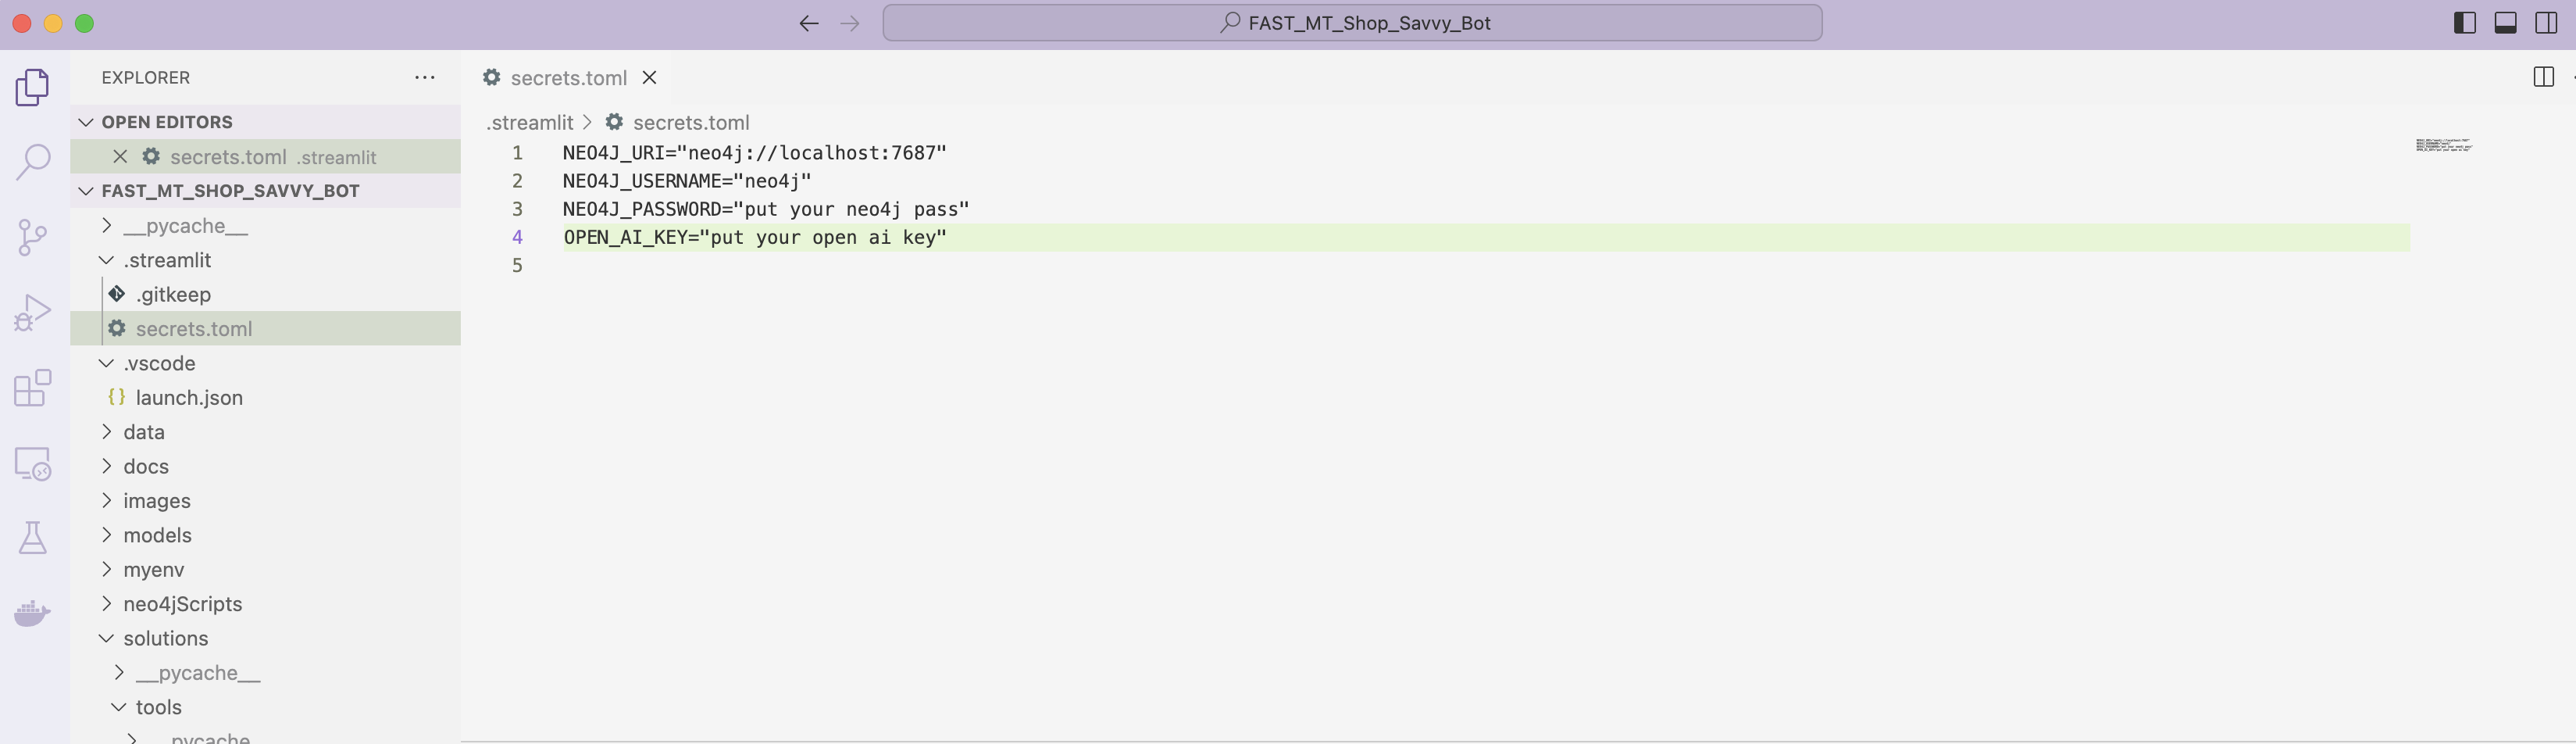 FAST_MT_Shop_Savvy_Bot
EXPLORER
secrets.toml
OPEN EDITORS
secrets.toml .streamlit
FAST_MT_SHOP_SAVVY_BOT
__pycache__
.streamlit
.gitkeep
secrets.toml
.vscode
launch.json
data
docs
images
models
myenv
neo4jScripts
solutions
__pycache__
tools
pycache
.streamlit > secrets.toml
1 NEO4J_URI="neo4j://localhost:7687"
2 NEO4J_USERNAME="neo4j"
3 NEO4J_PASSWORD="put your neo4j pass"
4 OPEN_AI_KEY="put your open ai key"
5